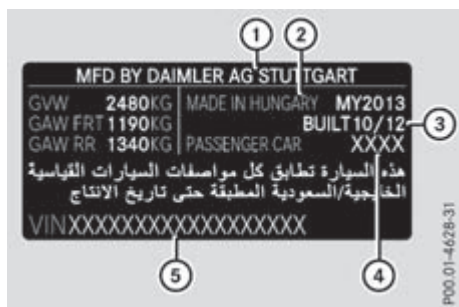 1
2
MFD BY DAIMLER AG STUTTGART
GVW 2480KG MADE IN HUNGARY MY2013
BUILT 10/12 3
GAW FRT 1190KG
GAW RR 1340KG PASSENGER CAR XXXX
هذه السيارة تطابق كل مواصفات السيارات القياسية
الخليجية/السعودية المطبقة حتى تاريخ الانتاج
VIN XXXXXXXXXXXXXXXXX
5
4
P00.01-4628-31